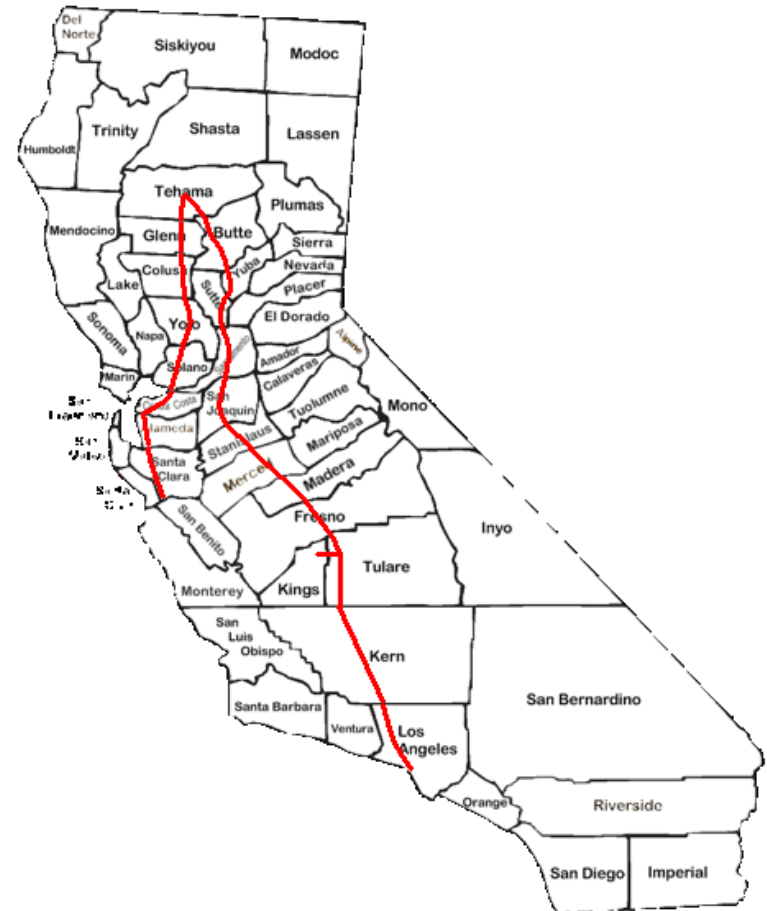 Del
Norte
Siskiyou
Modoc
Humboldt
Trinity
Shasta
Lassen
Tehama
Plumas
Mendocino
Glenn
Butte
Sierra
Colusa
Lake
Yuba
Nevada
Placer
Sutter
El Dorado
Sonoma
Napa
Yolo
Alpine
Marin
Solano
Amador
Calaveras
San
Contra Costa
San
Joaquin
Tuolumne
Mono
Alameda
Stanislaus
Mariposa
San
Santa
Clara
Merced
Madera
San Benito
Fresno
Inyo
Monterey
Kings
Tulare
San
Luis
Obispo
Kern
San Bernardino
Santa Barbara
Ventura
Los
Angeles
Orange
Riverside
San Diego
Imperial